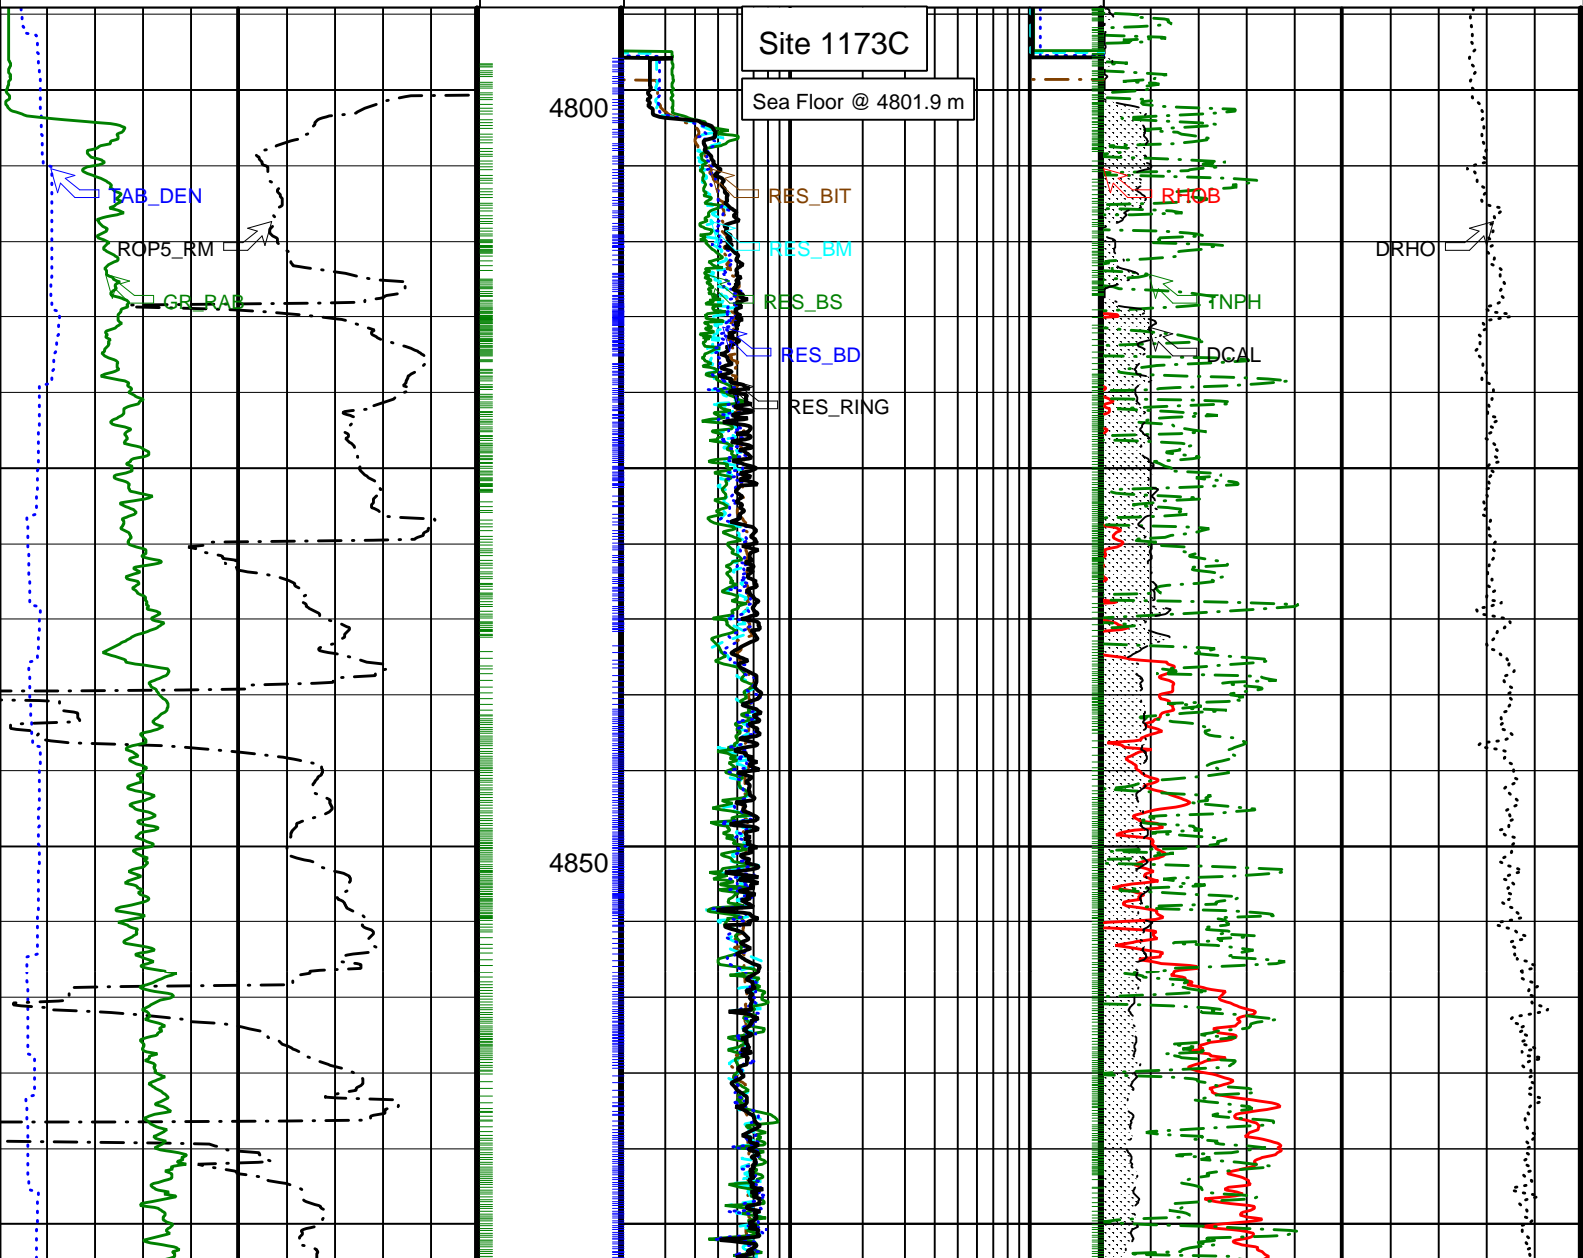 Site 1173C
Sea Floor @ 4801.9 m
4800
TAB_DEN
RES_BIT
RHOB
ROP5_RM
RES_BM
DRHO
GR_RAB
RES_BS
TNPH
RES_BD
DCAL
RES_RING
4850